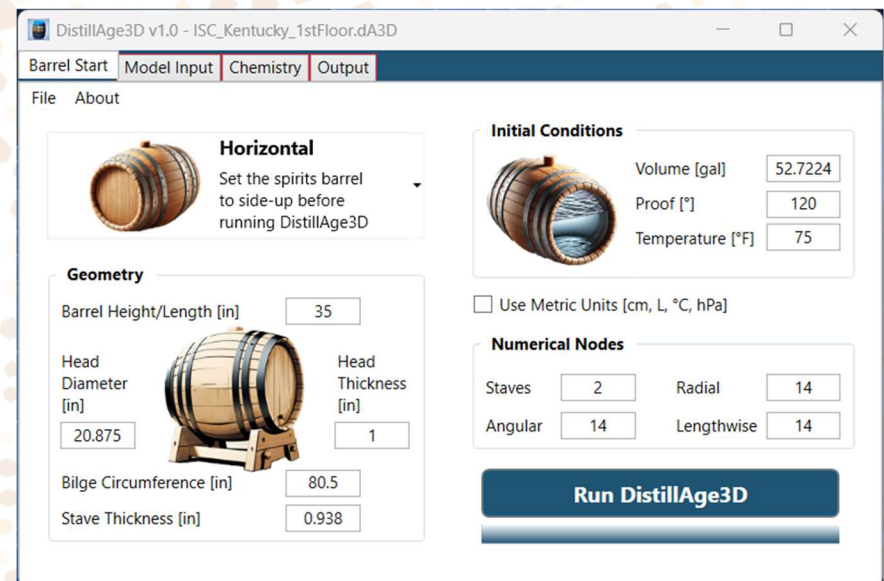 DistillAge3D v1.0 - ISC_Kentucky_1stFloor.dA3D
Barrel Start Model Input Chemistry Output
File About
Horizontal
Set the spirits barrel
to side-up before
running DistillAge3D
Geometry
Barrel Height/Length [in] 35
Head
Diameter
[in]
20.875
Head
Thickness
[in]
1
Bilge Circumference [in] 80.5
Stave Thickness [in] 0.938
Initial Conditions
Volume [gal] 52.7224
Proof [°] 120
Temperature [°F] 75
Use Metric Units [cm, L, °C, hPa]
Numerical Nodes
Staves 2 Radial 14
Angular 14 Lengthwise 14
Run DistillAge3D